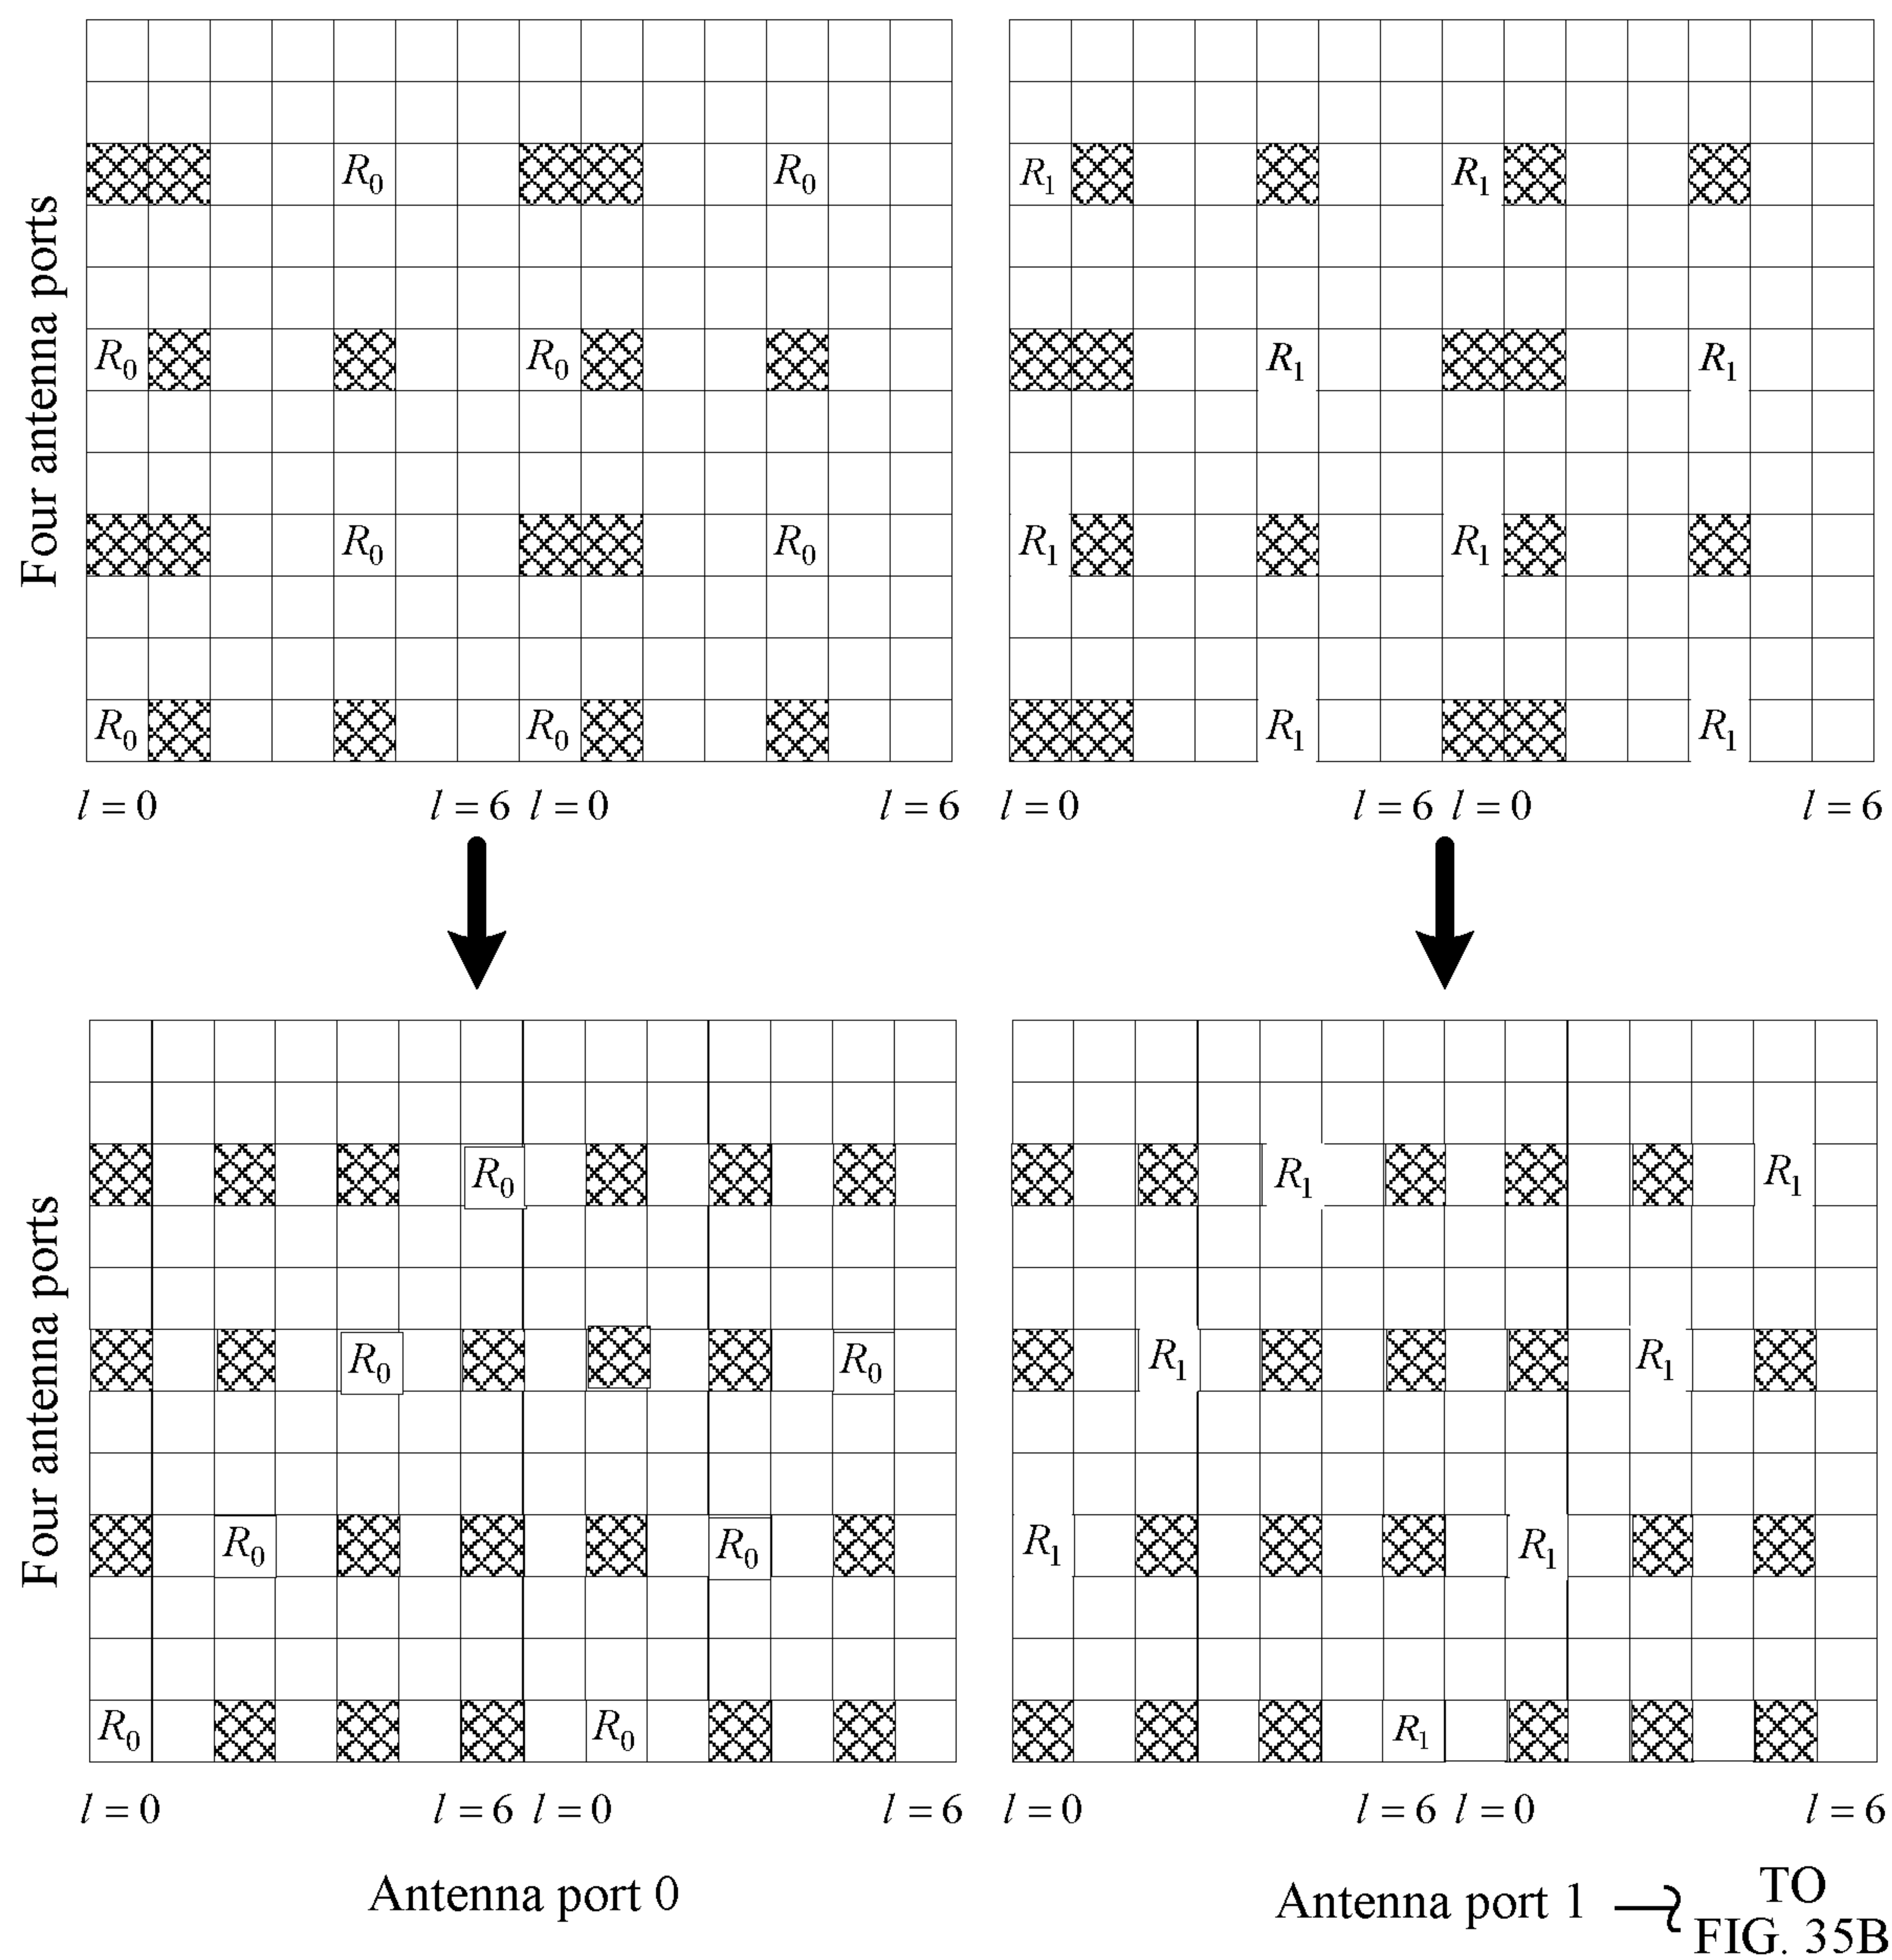 Four antenna ports
R₀ R₀
R₀ R₀
R₀ R₀
R₀ R₀
l = 0 l = 6 l = 0 l = 6
R₁ R₁
R₁ R₁
R₁ R₁
R₁ R₁
l = 0 l = 6 l = 0 l = 6
Four antenna ports
R₀
R₀ R₀
R₀ R₀
R₀ R₀
l = 0 l = 6 l = 0 l = 6
Antenna port 0
R₁ R₁
R₁ R₁
R₁ R₁
R₁
l = 0 l = 6 l = 0 l = 6
Antenna port 1
TO
FIG. 35B